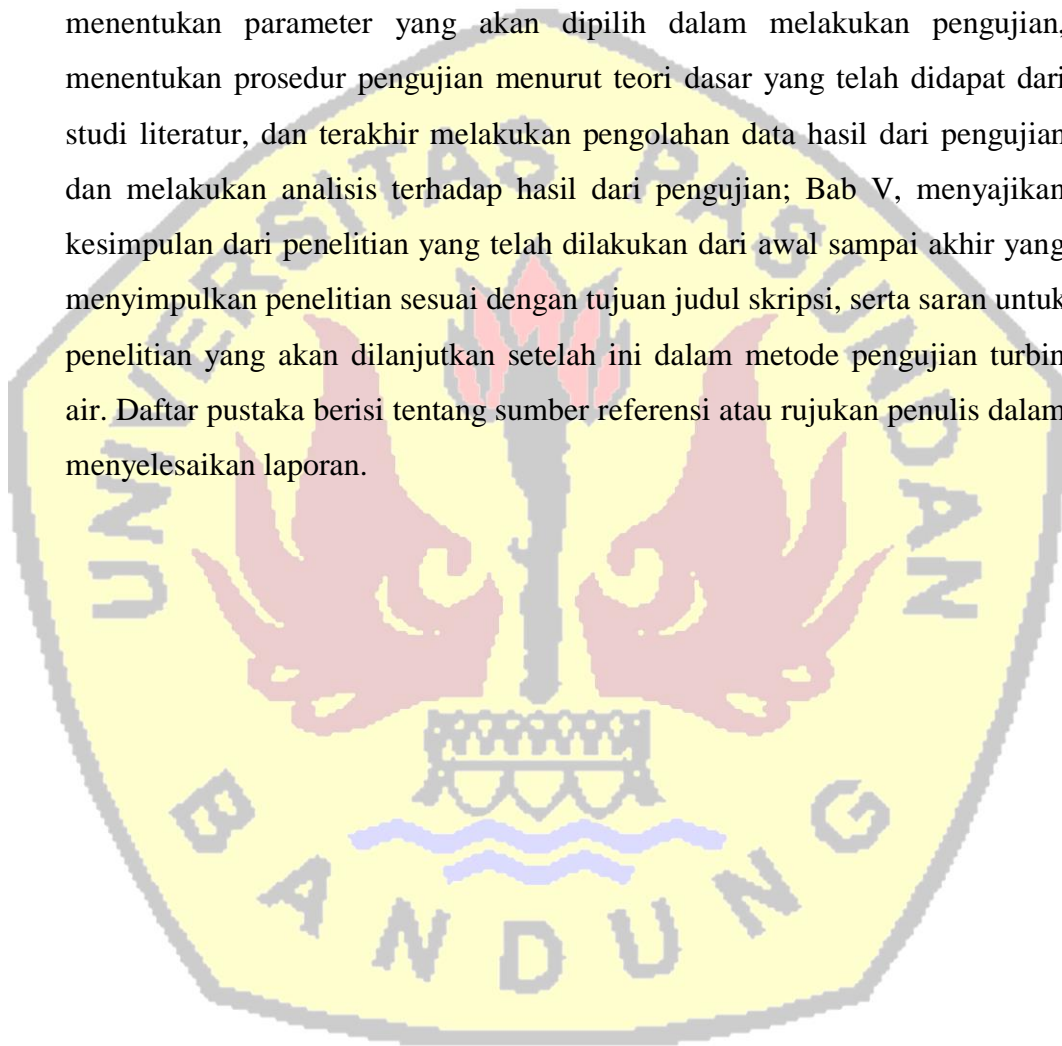 menentukan parameter yang akan dipilih dalam melakukan pengujian,
menentukan prosedur pengujian menurut teori dasar yang telah didapat dari
studi literatur, dan terakhir melakukan pengolahan data hasil dari pengujian
dan melakukan analisis terhadap hasil dari pengujian; Bab V, menyajikan
kesimpulan dari penelitian yang telah dilakukan dari awal sampai akhir yang
menyimpulkan penelitian sesuai dengan tujuan judul skripsi, serta saran untuk
penelitian yang akan dilanjutkan setelah ini dalam metode pengujian turbin
air. Daftar pustaka berisi tentang sumber referensi atau rujukan penulis dalam
menyelesaikan laporan.
UNIVERSITAS PASUNDAN
BANDUNG